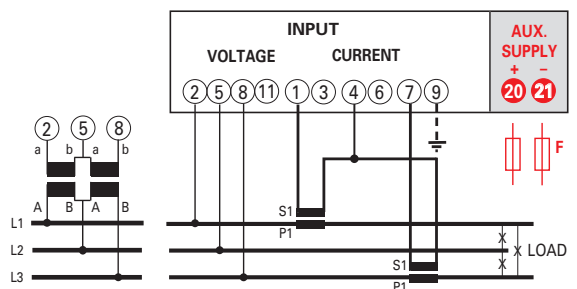 INPUT
AUX.
SUPPLY
VOLTAGE CURRENT
+ –
2 5 8 11 1 3 4 6 7 9 20 21
2 5 8
a b a b
F
A B A B
S1
L1
P1
L2
X
X LOAD
S1
X
L3
P1